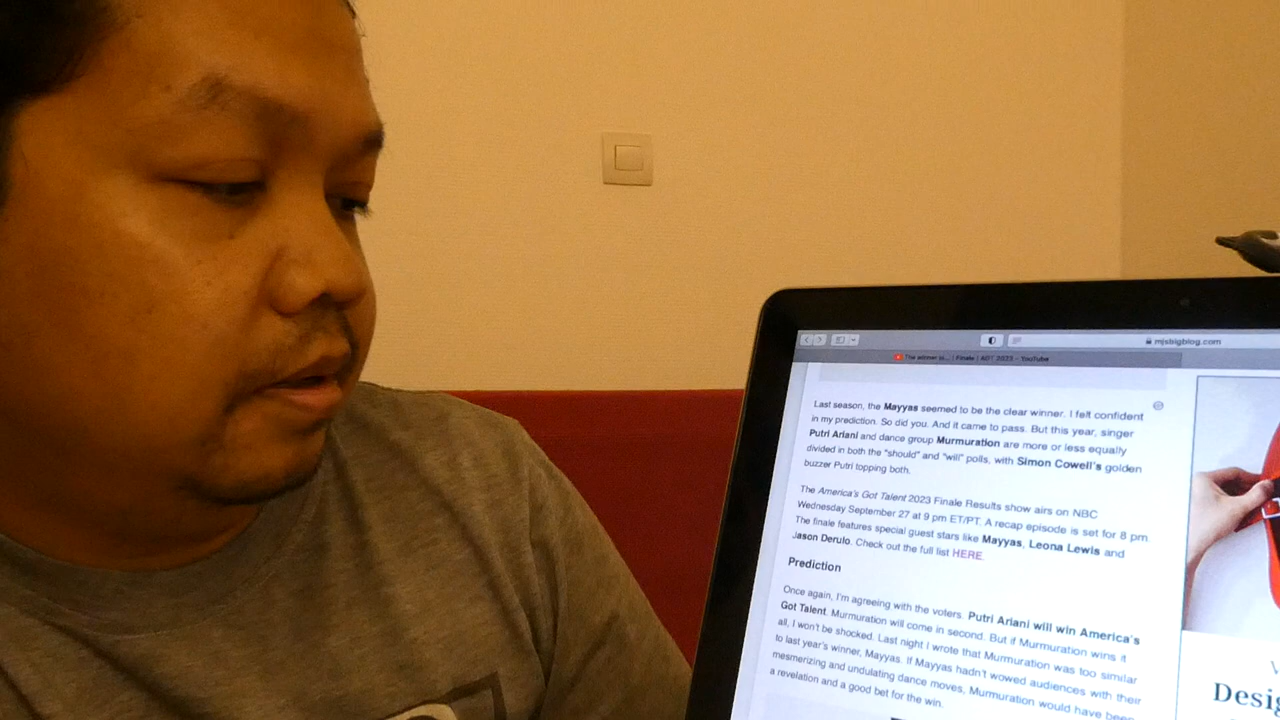 mjsbigblog.com
The winner is... | Finale | AGT 2023 - YouTube
Last season, the Mayyas seemed to be the clear winner. I felt confident
in my prediction. So did you. And it came to pass. But this year, singer
Putri Ariani and dance group Murmuration are more or less equally
divided in both the "should" and "will" polls, with Simon Cowell's golden
buzzer Putri topping both.
The America's Got Talent 2023 Finale Results show airs on NBC
Wednesday September 27 at 9 pm ET/PT. A recap episode is set for 8 pm.
The finale features special guest stars like Mayyas, Leona Lewis and
Jason Derulo. Check out the full list HERE.
Prediction
Once again, I'm agreeing with the voters. Putri Ariani will win America's
Got Talent. Murmuration will come in second. But if Murmuration wins it
all, I won't be shocked. Last night I wrote that Murmuration was too similar
to last year's winner, Mayyas. If Mayyas hadn't wowed audiences with their
mesmerizing and undulating dance moves, Murmuration would have been
a revelation and a good bet for the win.